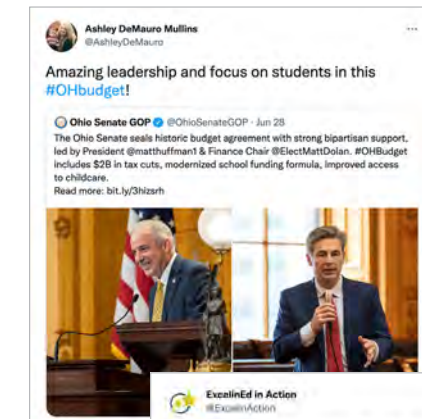 Ashley DeMauro Mullins
@AshleyDeMauro
Amazing leadership and focus on students in this
#OHbudget!
Ohio Senate GOP @OhioSenateGOP · Jun 28
The Ohio Senate seals historic budget agreement with strong bipartisan support,
led by President @matthuffman1 & Finance Chair @ElectMattDolan. #OHBudget
includes $2B in tax cuts, modernized school funding formula, improved access
to childcare.
Read more: bit.ly/3hizsrh
ExcelinEd in Action
@ExcelinAction